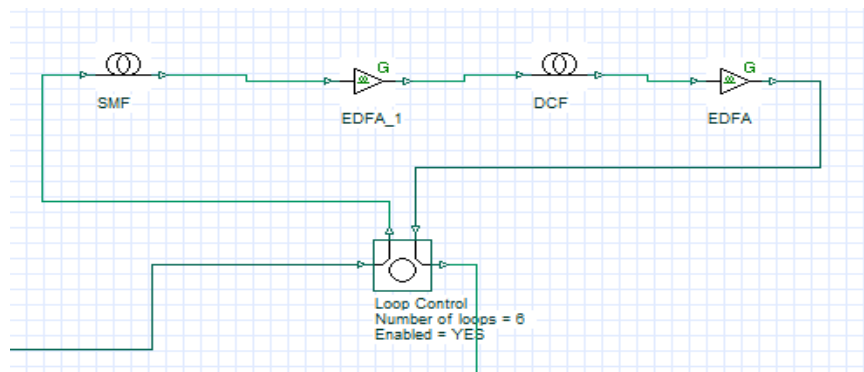 G
G
SMF
EDFA_1
DCF
EDFA
Loop Control
Number of loops = 6
Enabled = YES